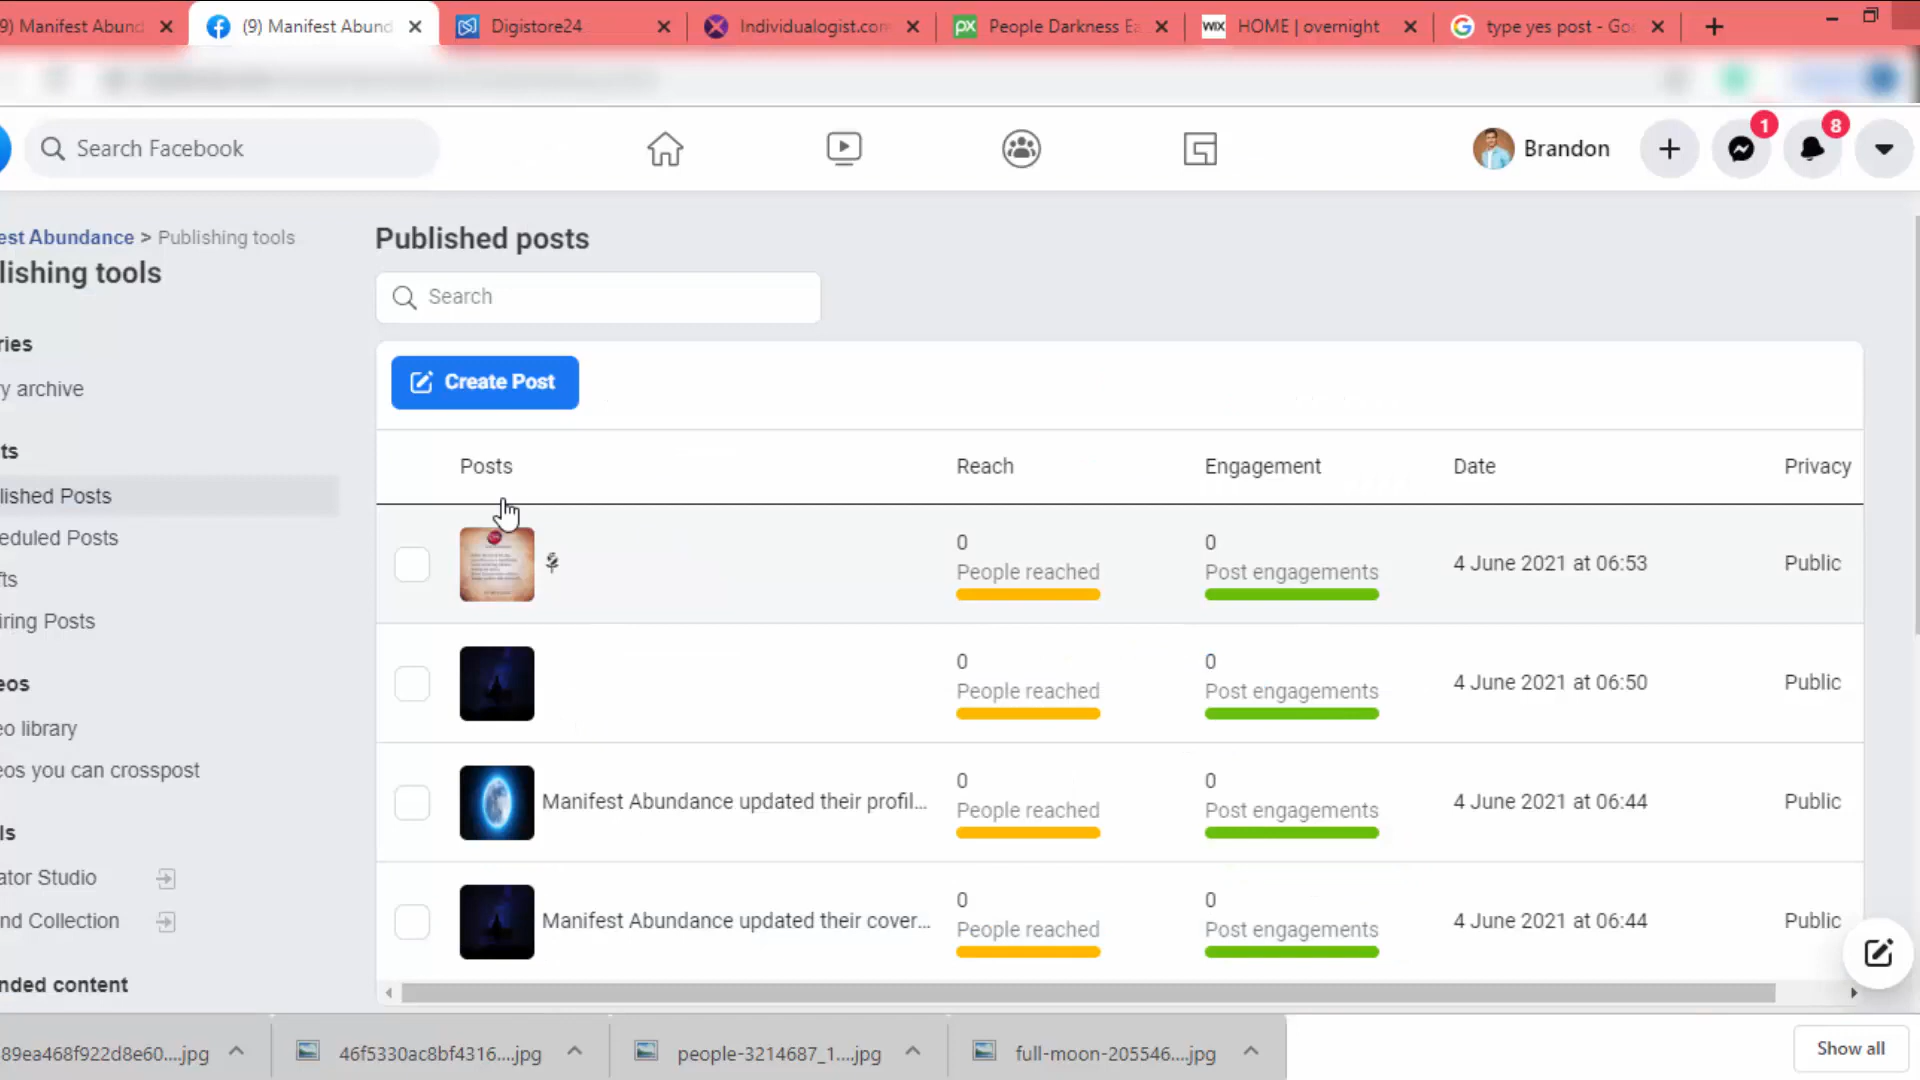 9) Manifest Abund
(9) Manifest Abund
Digistore24
Individualogist.com
People Darkness Ea
WIX HOME | overnight
type yes post - Goo
Search Facebook
Brandon
1
8
est Abundance > Publishing tools
lishing tools
Published posts
Search
ries
y archive
Create Post
ts
Posts
Reach
Engagement
Date
Privacy
lished Posts
eduled Posts
fts
iring Posts
0
People reached
0
Post engagements
4 June 2021 at 06:53
Public
0
People reached
0
Post engagements
4 June 2021 at 06:50
Public
eos
eo library
eos you can crosspost
Manifest Abundance updated their profil...
0
People reached
0
Post engagements
4 June 2021 at 06:44
Public
ls
ator Studio
nd Collection
Manifest Abundance updated their cover...
0
People reached
0
Post engagements
4 June 2021 at 06:44
Public
nded content
89ea468f922d8e60....jpg
46f5330ac8bf4316....jpg
people-3214687_1....jpg
full-moon-205546....jpg
Show all